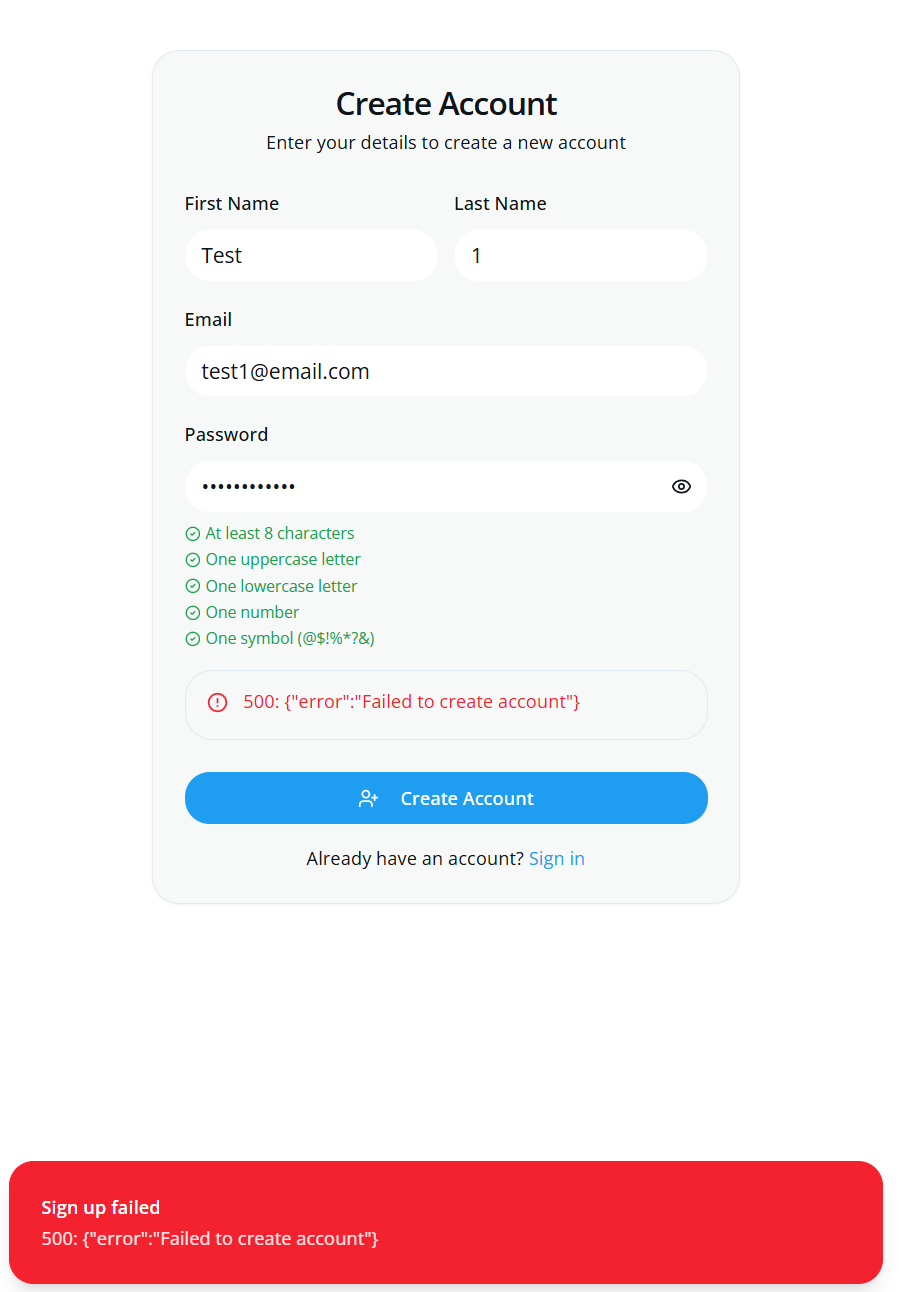 Create Account
Enter your details to create a new account
First Name
Last Name
Test
1
Email
test1@email.com
Password
••••••••••••
At least 8 characters
One uppercase letter
One lowercase letter
One number
One symbol (@$!%*?&)
500: {"error":"Failed to create account"}
Create Account
Already have an account? Sign in
Sign up failed
500: {"error":"Failed to create account"}